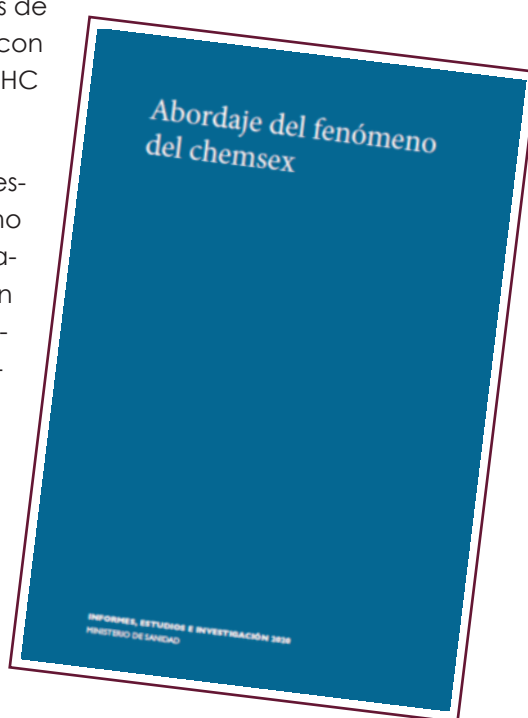 s de
con
HC
es-
no
a-
n
-
-
Abordaje del fenómeno
del chemsex
INFORMES, ESTUDIOS E INVESTIGACIÓN 2020
MINISTERIO DE SANIDAD